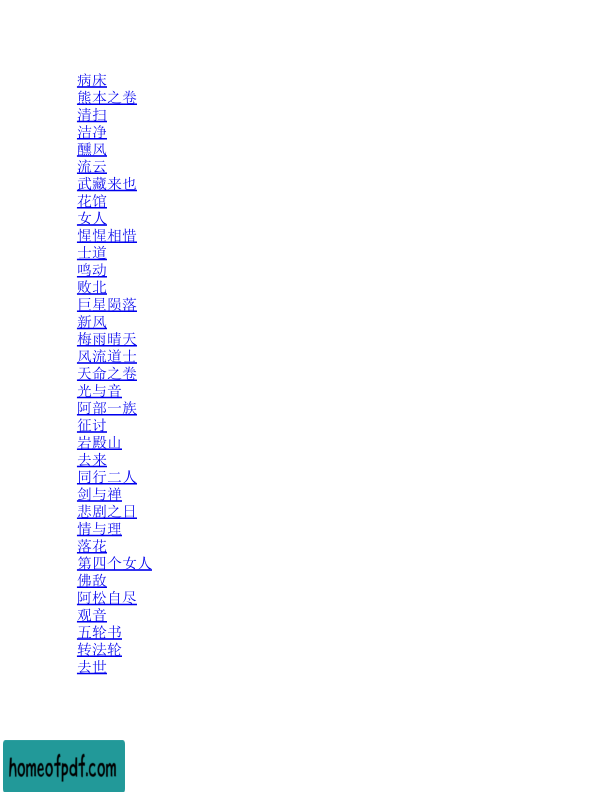 病床
熊本之卷
清扫
洁净
醺风
流云
武藏来也
花馆
女人
惺惺相惜
士道
鸣动
败北
巨星陨落
新风
梅雨晴天
风流道士
天命之卷
光与音
阿部一族
征讨
岩殿山
去来
同行二人
剑与禅
悲剧之日
情与理
落花
第四个女人
佛敌
阿松自尽
观音
五轮书
转法轮
去世
homeofpdf.com